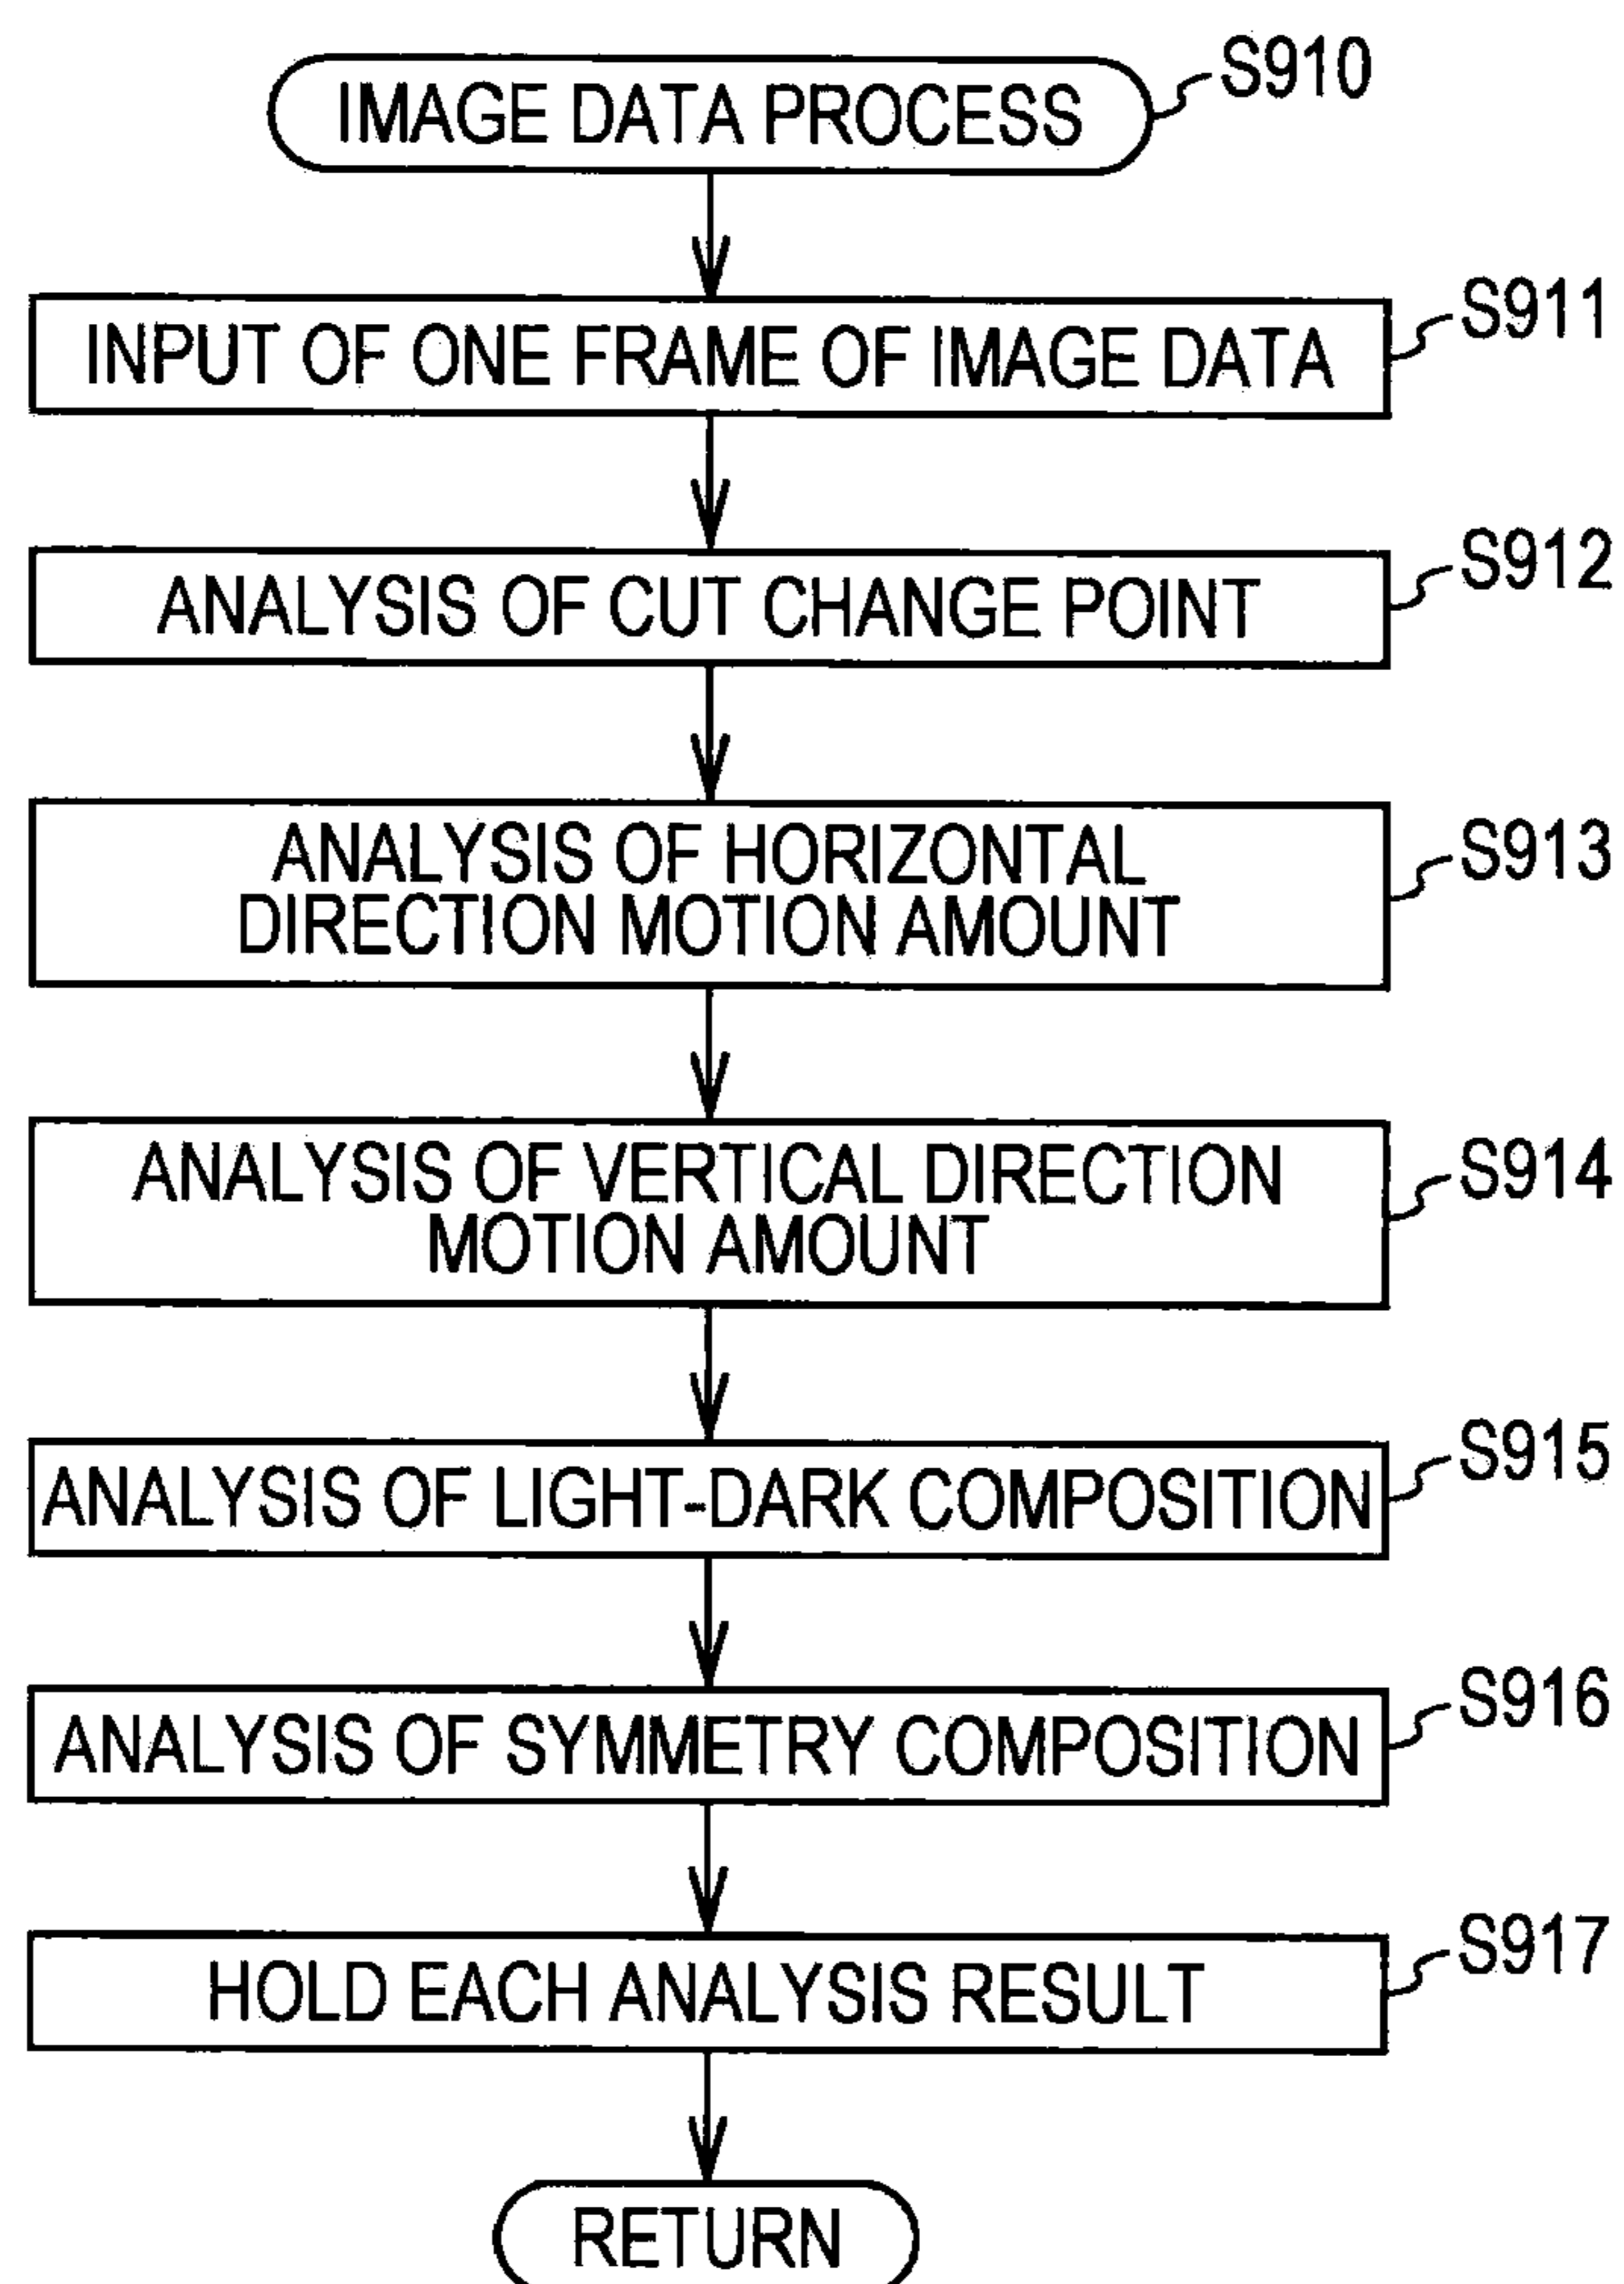 IMAGE DATA PROCESS
S910
INPUT OF ONE FRAME OF IMAGE DATA
S911
ANALYSIS OF CUT CHANGE POINT
S912
ANALYSIS OF HORIZONTAL
DIRECTION MOTION AMOUNT
S913
ANALYSIS OF VERTICAL DIRECTION
MOTION AMOUNT
S914
ANALYSIS OF LIGHT-DARK COMPOSITION
S915
ANALYSIS OF SYMMETRY COMPOSITION
S916
HOLD EACH ANALYSIS RESULT
S917
RETURN